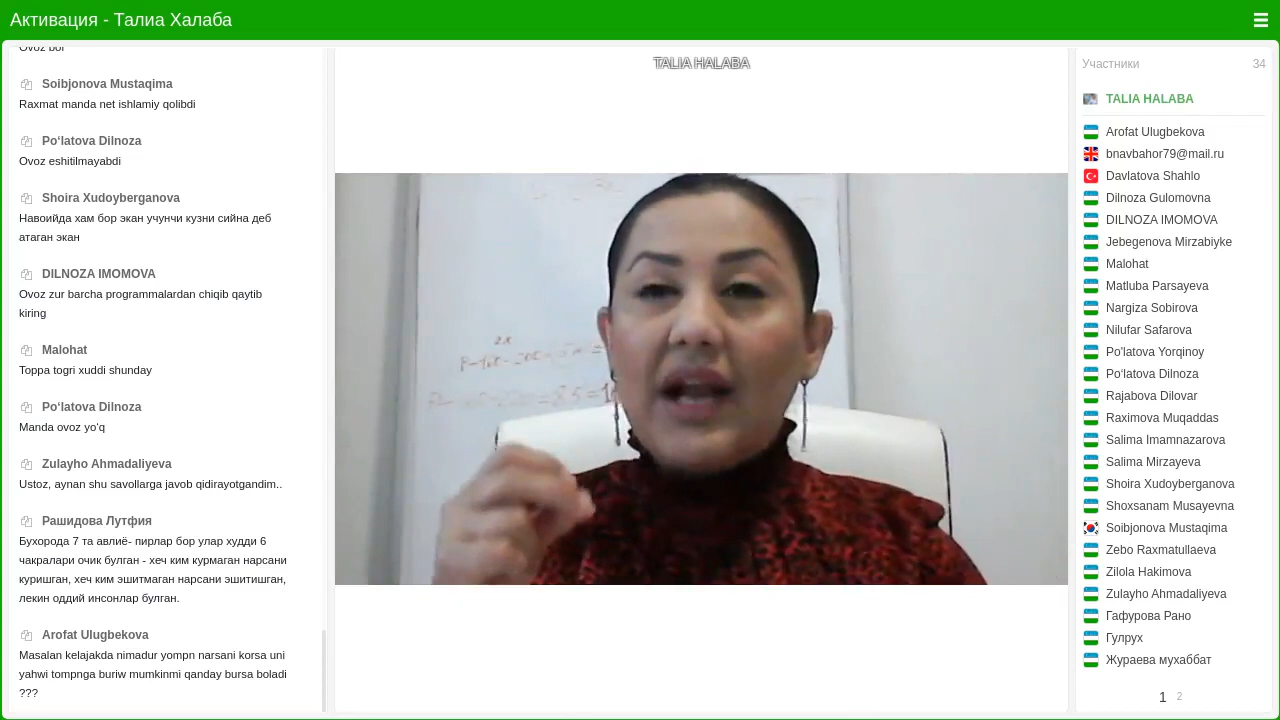 Активация - Талиа Халаба
Ovoz bor
Soibjonova Mustaqima
Raxmat manda net ishlamiy qolibdi
Po‘latova Dilnoza
Ovoz eshitilmayabdi
Shoira Xudoyberganova
Навоийда хам бор экан учунчи кузни сийна деб
атаган экан
DILNOZA IMOMOVA
Ovoz zur barcha programmalardan chiqib qaytib
kiring
Malohat
Toppa togri xuddi shunday
Po‘latova Dilnoza
Manda ovoz yo‘q
Zulayho Ahmadaliyeva
Ustoz, aynan shu savollarga javob qidirayotgandim..
Рашидова Лутфия
Бухорода 7 та авлиё- пирлар бор улар худди 6
чакралари очик булган - хеч ким курмаган нарсани
куришган, хеч ким эшитмаган нарсани эшитишган,
лекин оддий инсонлар булган.
Arofat Ulugbekova
Masalan kelajakda nimadur yompn narsani korsa uni
yahwi tompnga buriw mumkinmi qanday bursa boladi
???
TALIA HALABA
Участники 34
TALIA HALABA
Arofat Ulugbekova
bnavbahor79@mail.ru
Davlatova Shahlo
Dilnoza Gulomovna
DILNOZA IMOMOVA
Jebegenova Mirzabiyke
Malohat
Matluba Parsayeva
Nargiza Sobirova
Nilufar Safarova
Po'latova Yorqinoy
Po‘latova Dilnoza
Rajabova Dilovar
Raximova Muqaddas
Salima Imamnazarova
Salima Mirzayeva
Shoira Xudoyberganova
Shoxsanam Musayevna
Soibjonova Mustaqima
Zebo Raxmatullaeva
Zilola Hakimova
Zulayho Ahmadaliyeva
Гафурова Рано
Гулрух
Жураева мухаббат
1 2